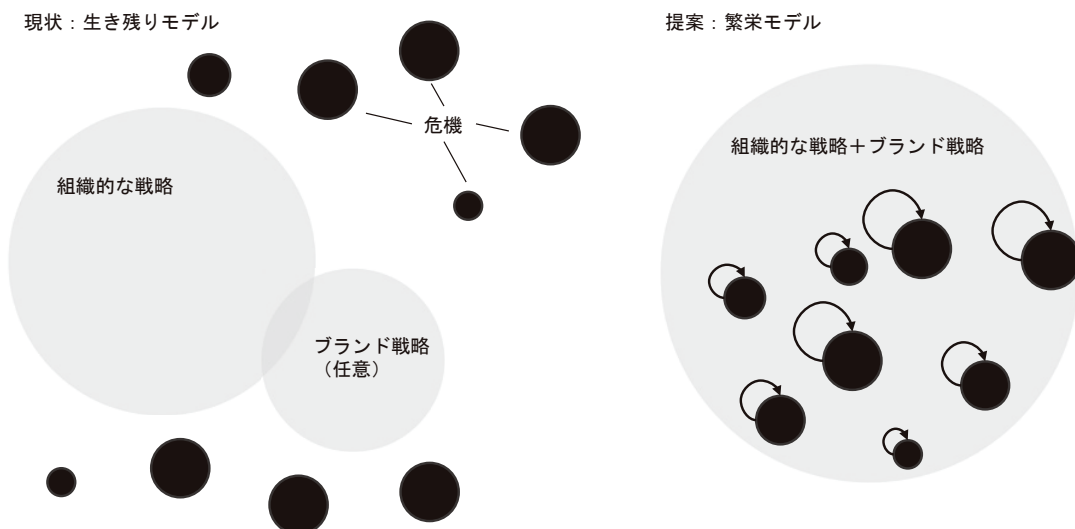 現状：生き残りモデル
危機
組織的な戦略
ブランド戦略
（任意）
提案：繁栄モデル
組織的な戦略＋ブランド戦略